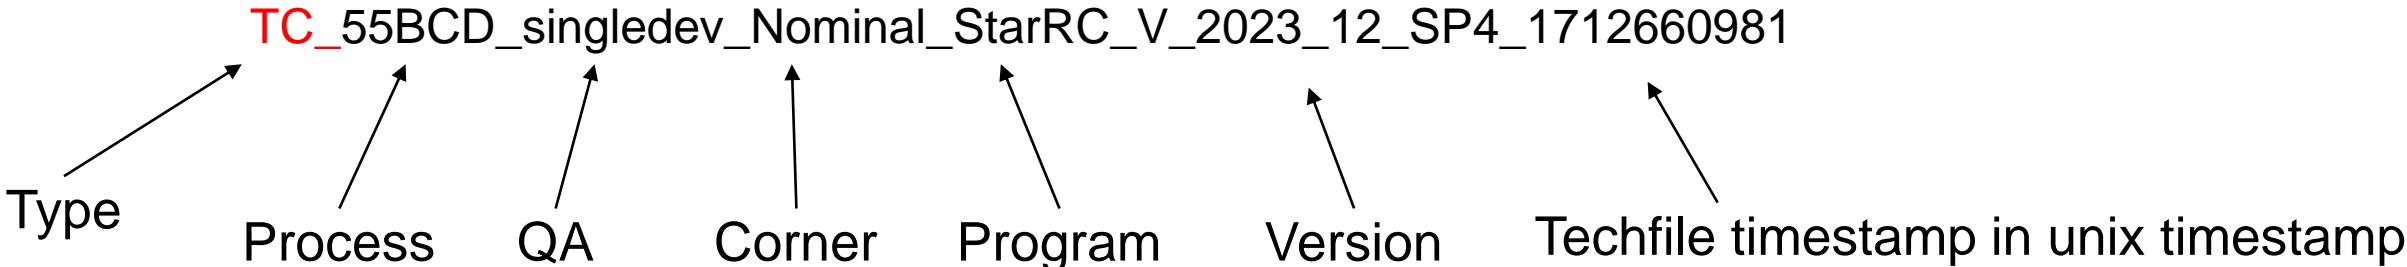 TC_55BCD_singledev_Nominal_StarRC_V_2023_12_SP4_1712660981
Type
Process
QA
Corner
Program
Version
Techfile timestamp in unix timestamp